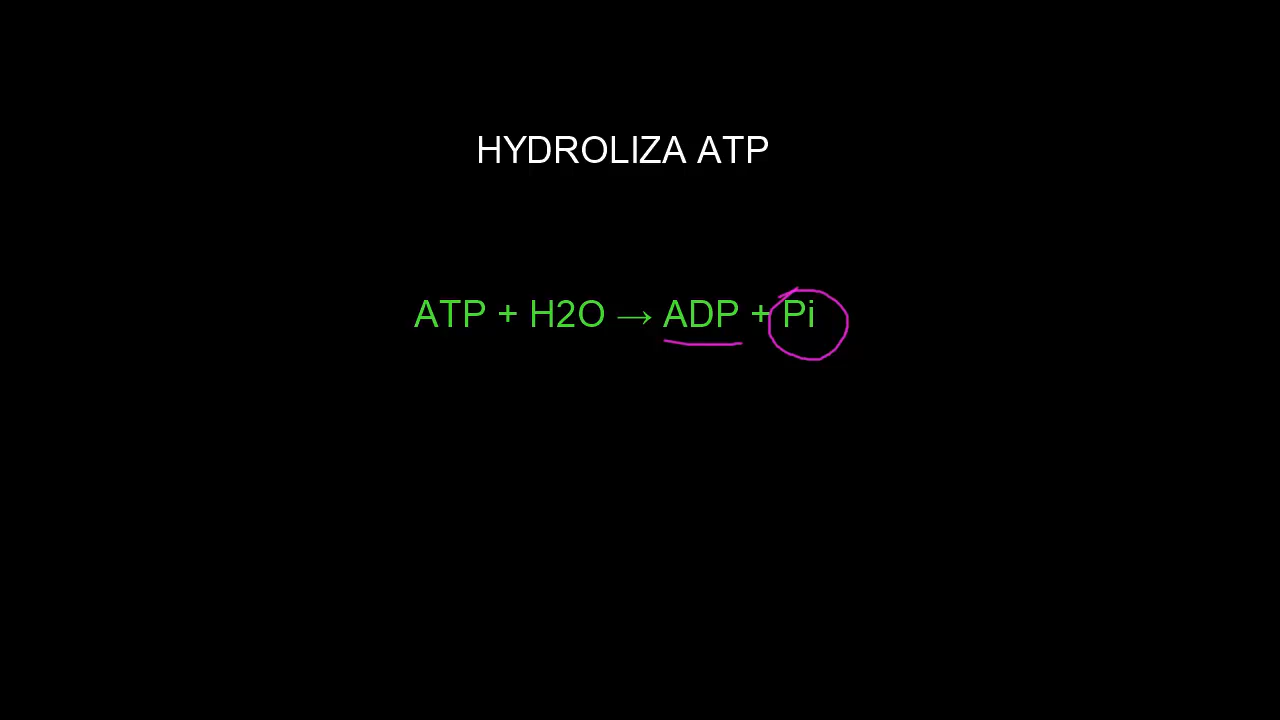 HYDROLIZA ATP
ATP + H2O → ADP + Pi